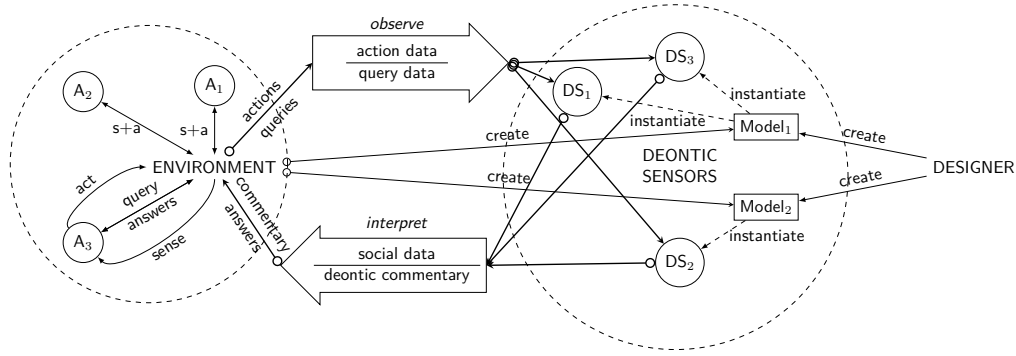 observe
action data
query data
actions
queries
A2
A1
s+a
s+a
ENVIRONMENT
act
query
answers
sense
A3
commentary
answers
interpret
social data
deontic commentary
DS3
DS1
instantiate
instantiate
Model1
create
create
DEONTIC
SENSORS
create
create
DESIGNER
Model2
instantiate
DS2